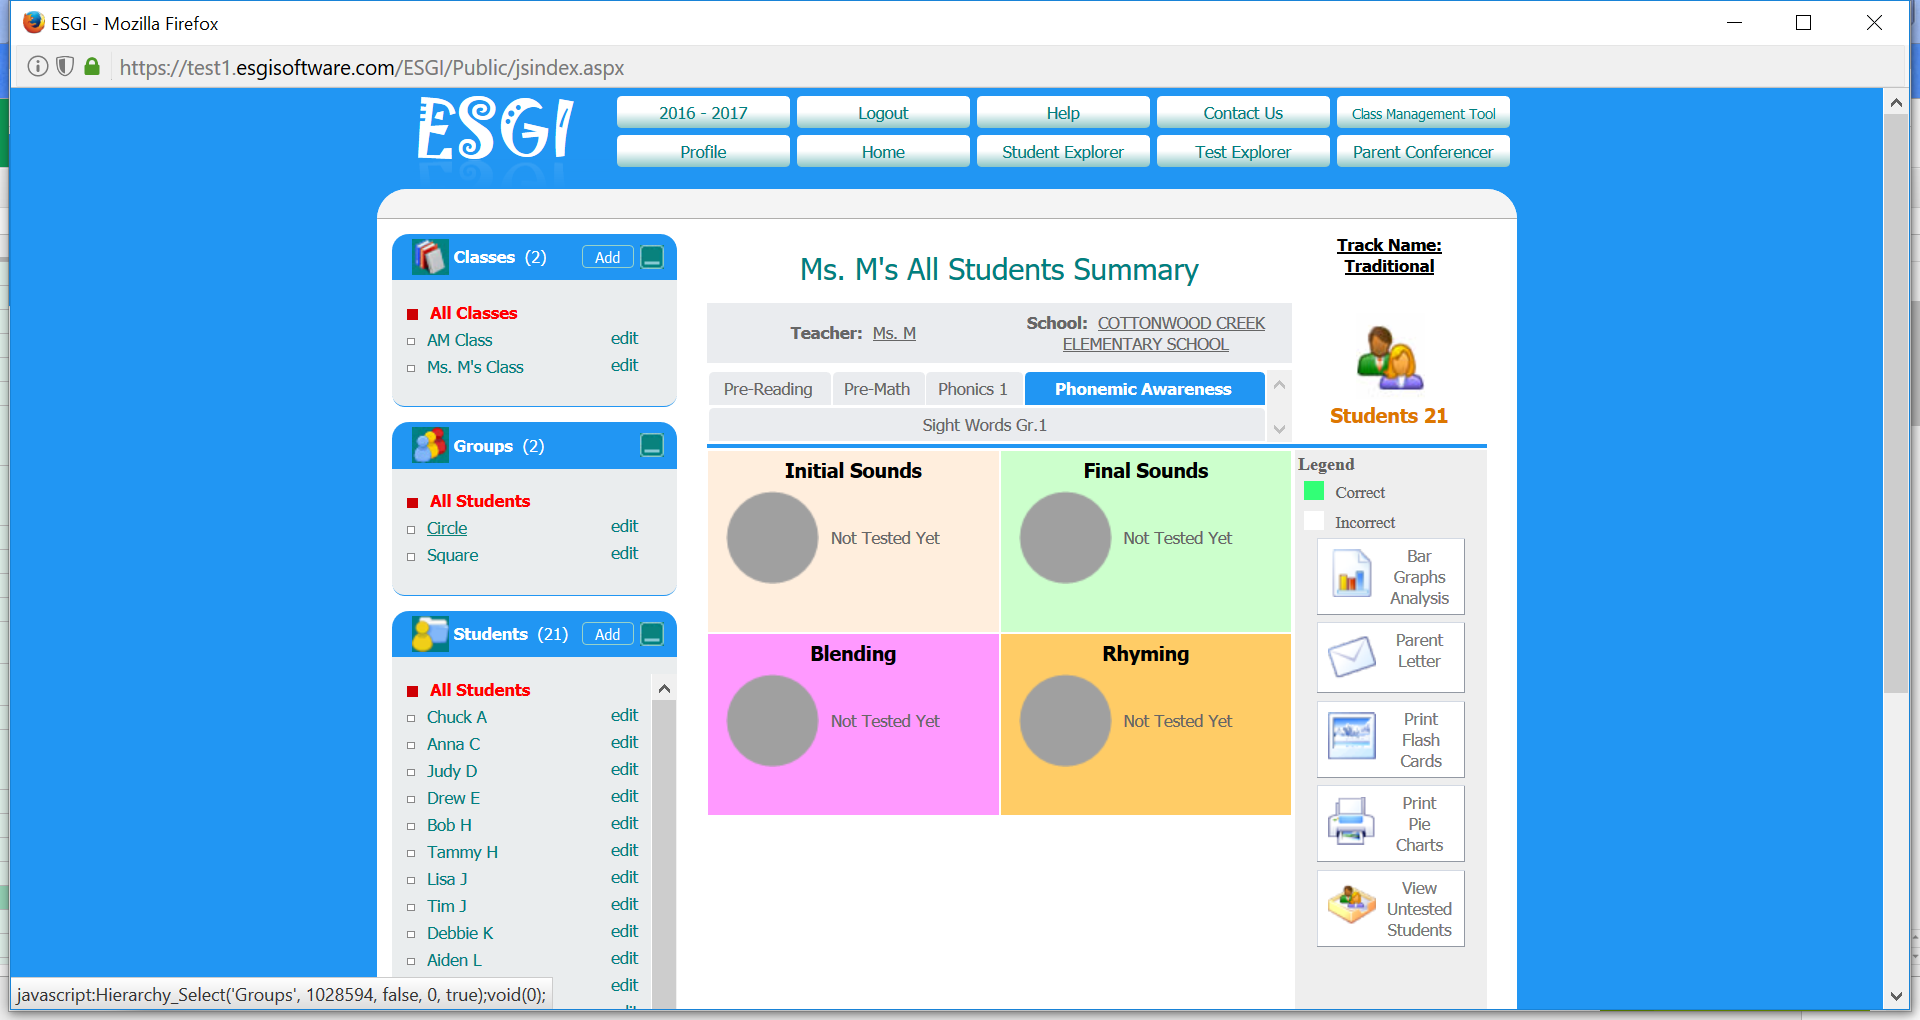 ESGI - Mozilla Firefox
https://test1.esgisoftware.com/ESGI/Public/jsindex.aspx
ESGI
2016 - 2017
Logout
Help
Contact Us
Class Management Tool
Profile
Home
Student Explorer
Test Explorer
Parent Conferencer
Classes (2)
Add
All Classes
AM Class edit
Ms. M's Class edit
Groups (2)
All Students
Circle edit
Square edit
Students (21)
Add
All Students
Chuck A edit
Anna C edit
Judy D edit
Drew E edit
Bob H edit
Tammy H edit
Lisa J edit
Tim J edit
Debbie K edit
Aiden L edit
edit
javascript:Hierarchy_Select('Groups', 1028594, false, 0, true);void(0);
Ms. M's All Students Summary
Teacher: Ms. M
School: COTTONWOOD CREEK
ELEMENTARY SCHOOL
Pre-Reading
Pre-Math
Phonics 1
Phonemic Awareness
Sight Words Gr.1
Initial Sounds
Not Tested Yet
Final Sounds
Not Tested Yet
Blending
Not Tested Yet
Rhyming
Not Tested Yet
Track Name:
Traditional
Students 21
Legend
Correct
Incorrect
Bar
Graphs
Analysis
Parent
Letter
Print
Flash
Cards
Print
Pie
Charts
View
Untested
Students